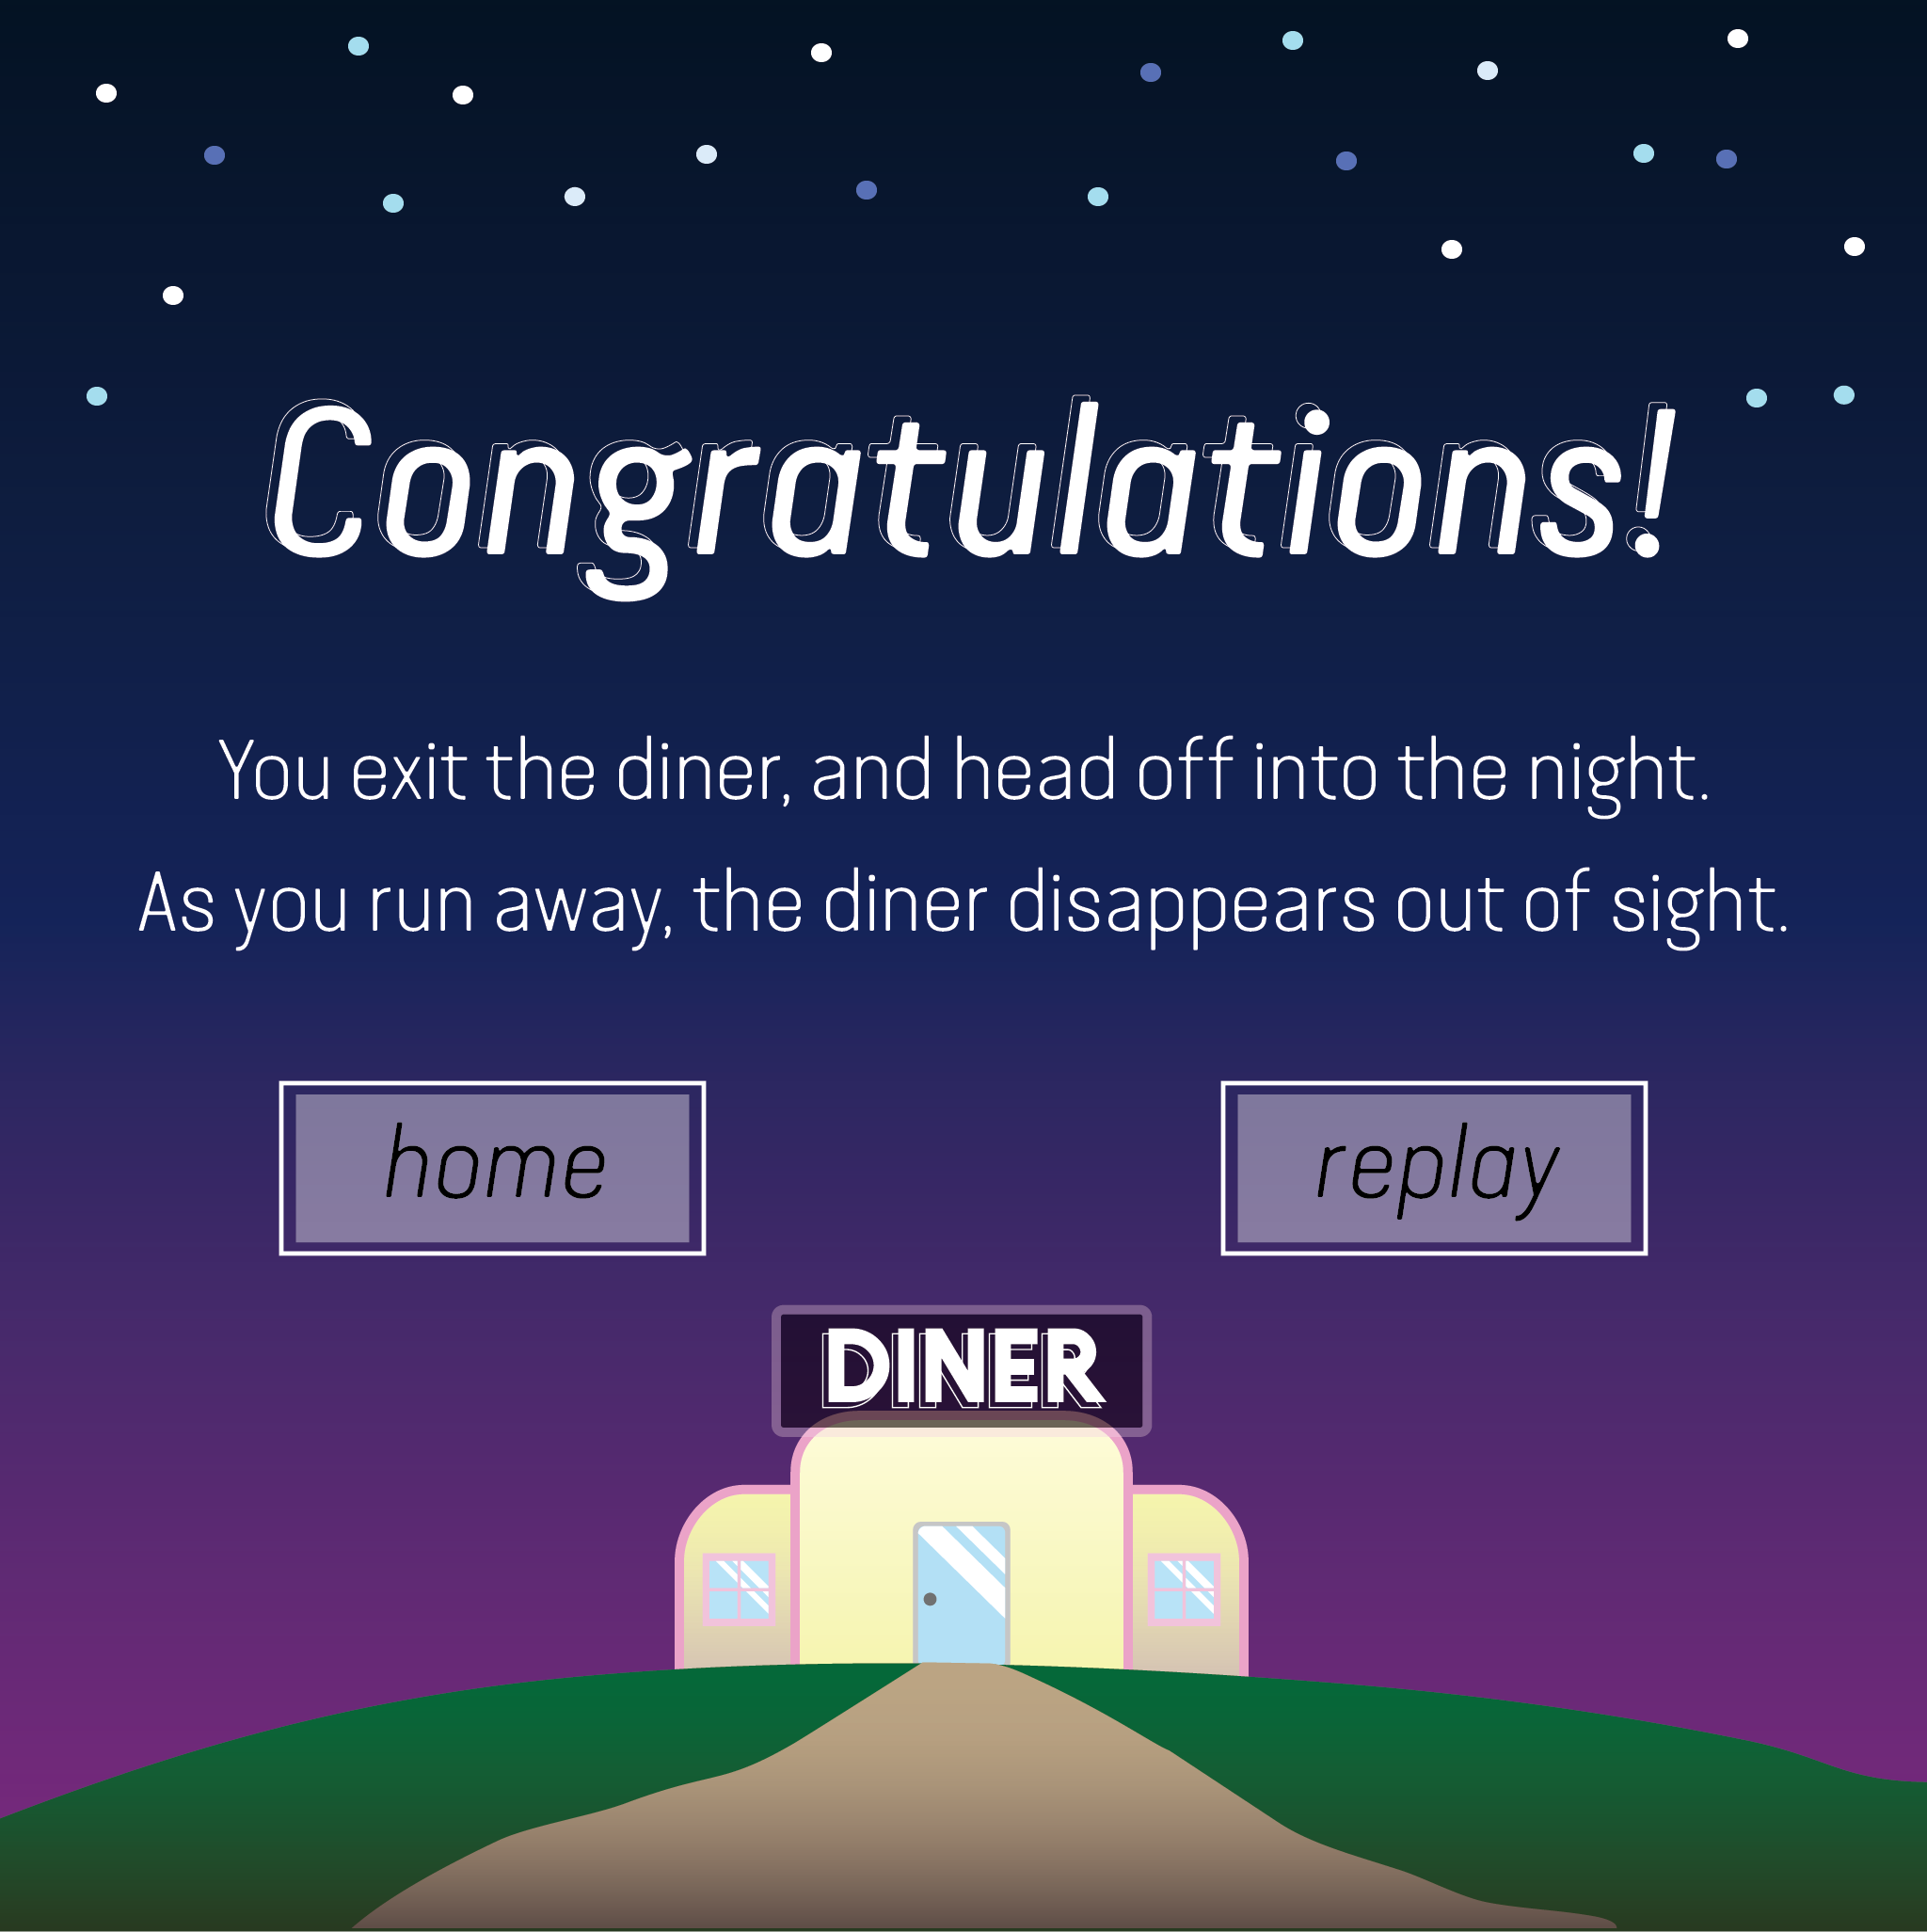 Congratulations!
You exit the diner, and head off into the night.
As you run away, the diner disappears out of sight.
home
replay
DINER